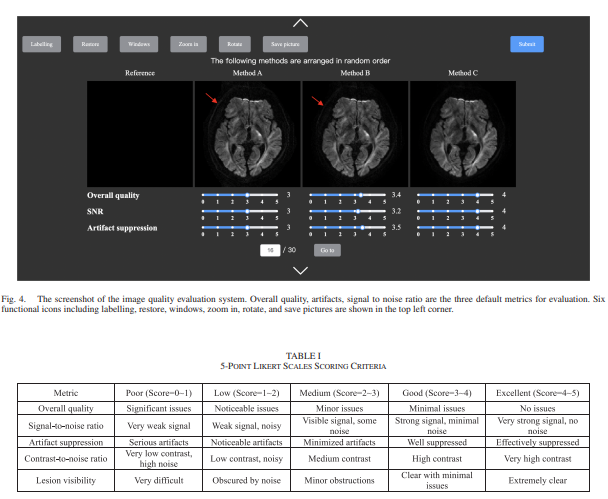 Labelling Restore Windows Zoom in Rotate Save picture Submit
The following methods are arranged in random order
Reference Method A Method B Method C
Overall quality 3 3.4 4
0 1 2 3 4 5 0 1 2 3 4 5 0 1 2 3 4 5
SNR 3 3.2 4
0 1 2 3 4 5 0 1 2 3 4 5 0 1 2 3 4 5
Artifact suppression 3 3.5 4
0 1 2 3 4 5 0 1 2 3 4 5 0 1 2 3 4 5
16 / 30 Go to
Fig. 4. The screenshot of the image quality evaluation system. Overall quality, artifacts, signal to noise ratio are the three default metrics for evaluation. Six
functional icons including labelling, restore, windows, zoom in, rotate, and save pictures are shown in the top left corner.
TABLE I
5-POINT LIKERT SCALES SCORING CRITERIA
Metric Poor (Score=0–1) Low (Score=1–2) Medium (Score=2–3) Good (Score=3–4) Excellent (Score=4–5)
Overall quality Significant issues Noticeable issues Minor issues Minimal issues No issues
Signal-to-noise ratio Very weak signal Weak signal, noisy Visible signal, some noise Strong signal, minimal noise Very strong signal, no noise
Artifact suppression Serious artifacts Noticeable artifacts Minimized artifacts Well suppressed Effectively suppressed
Contrast-to-noise ratio Very low contrast, high noise Low contrast, noisy Medium contrast High contrast Very high contrast
Lesion visibility Very difficult Obscured by noise Minor obstructions Clear with minimal issues Extremely clear